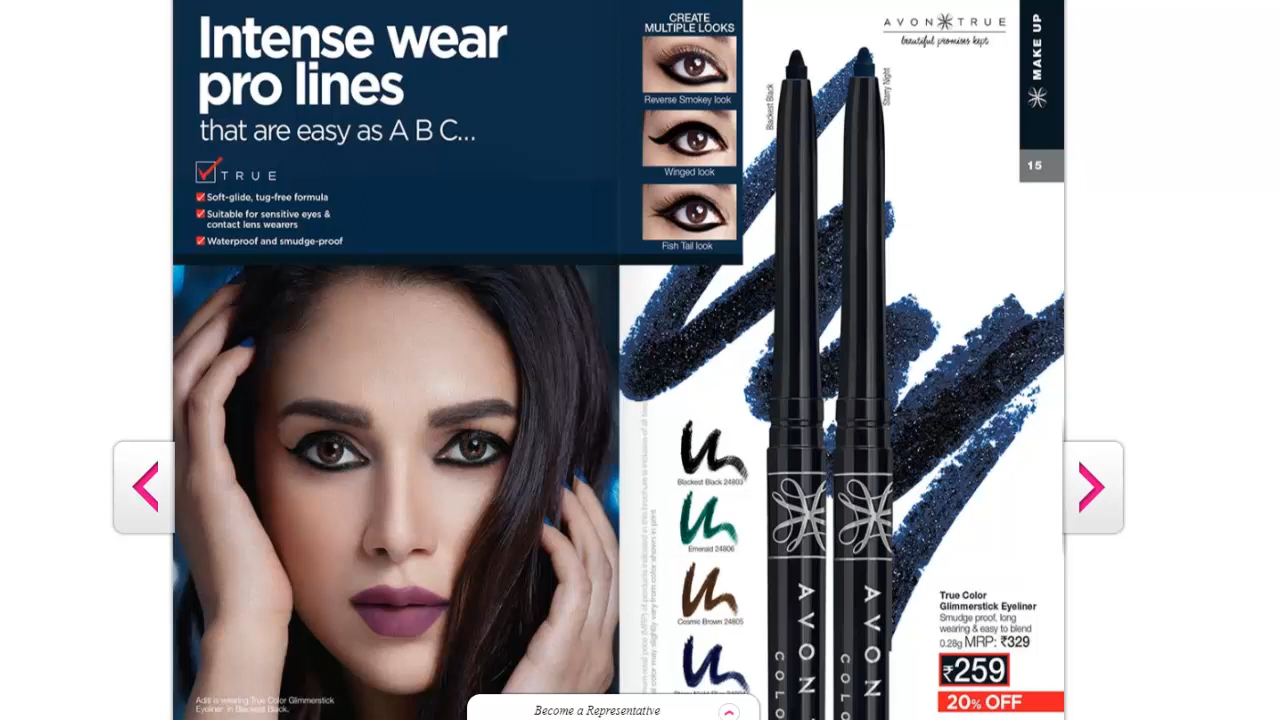 Intense wear
pro lines
that are easy as A B C...
TRUE
Soft-glide, tug-free formula
Suitable for sensitive eyes &
contact lens wearers
Waterproof and smudge-proof
CREATE
MULTIPLE LOOKS
Reverse Smokey look
Winged look
Fish Tail look
AVON TRUE
beautiful promises kept
MAKE UP
15
Blackest Black
Starry Night
Blackest Black 24803
Emerald 24806
Cosmic Brown 24805
AVON
COLO
AVON
COLO
True Color
Glimmerstick Eyeliner
Smudge proof, long
wearing & easy to blend
0.28g MRP: ₹329
₹259
20% OFF
Aditi is wearing True Color Glimmerstick
Eyeliner in Blackest Black.
Become a Representative